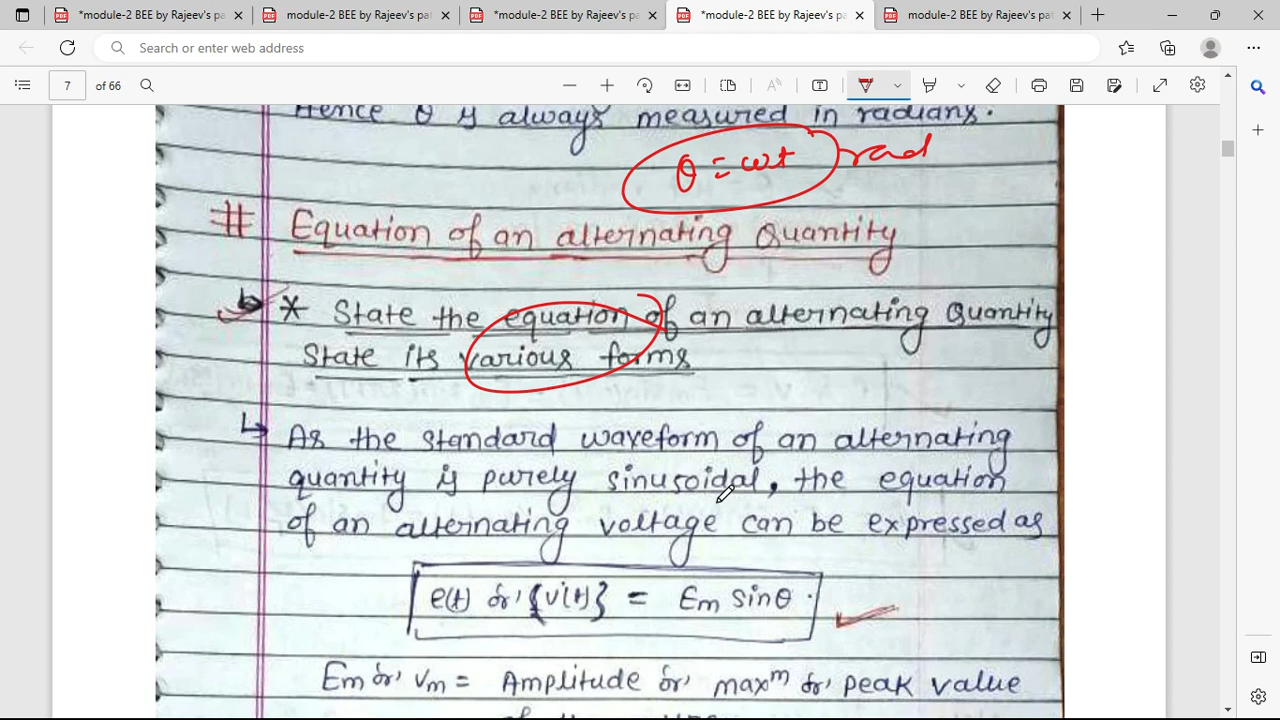 *module-2 BEE by Rajeev's pa
module-2 BEE by Rajeev's pat
*module-2 BEE by Rajeev's pa
*module-2 BEE by Rajeev's pa
module-2 BEE by Rajeev's pat
Search or enter web address
7 of 66
Hence θ is always measured in radians.
θ = ωt rad
# Equation of an alternating Quantity
* State the equation of an alternating Quantity
State its various forms
As the standard waveform of an alternating
quantity is purely sinusoidal, the equation
of an alternating voltage can be expressed as
e(t) or {v(t)} = Em sinθ.
Em or Vm = Amplitude or maxm or peak value